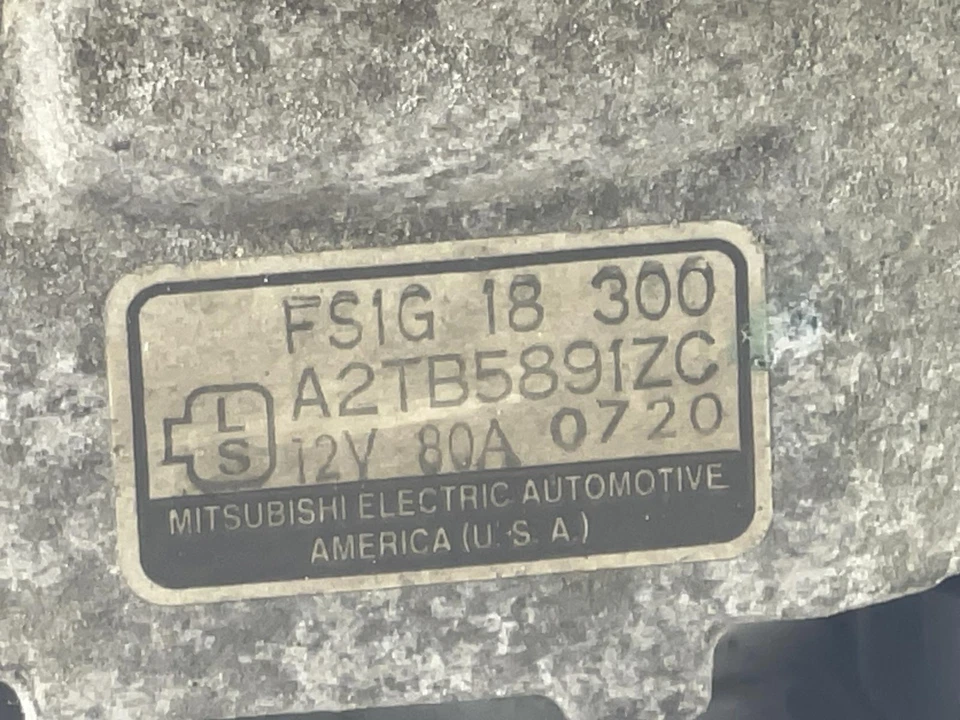 FS1G 18 300
A2TB5891ZC
L
S
12V 80A 0720
MITSUBISHI ELECTRIC AUTOMOTIVE
AMERICA (U. S. A.)